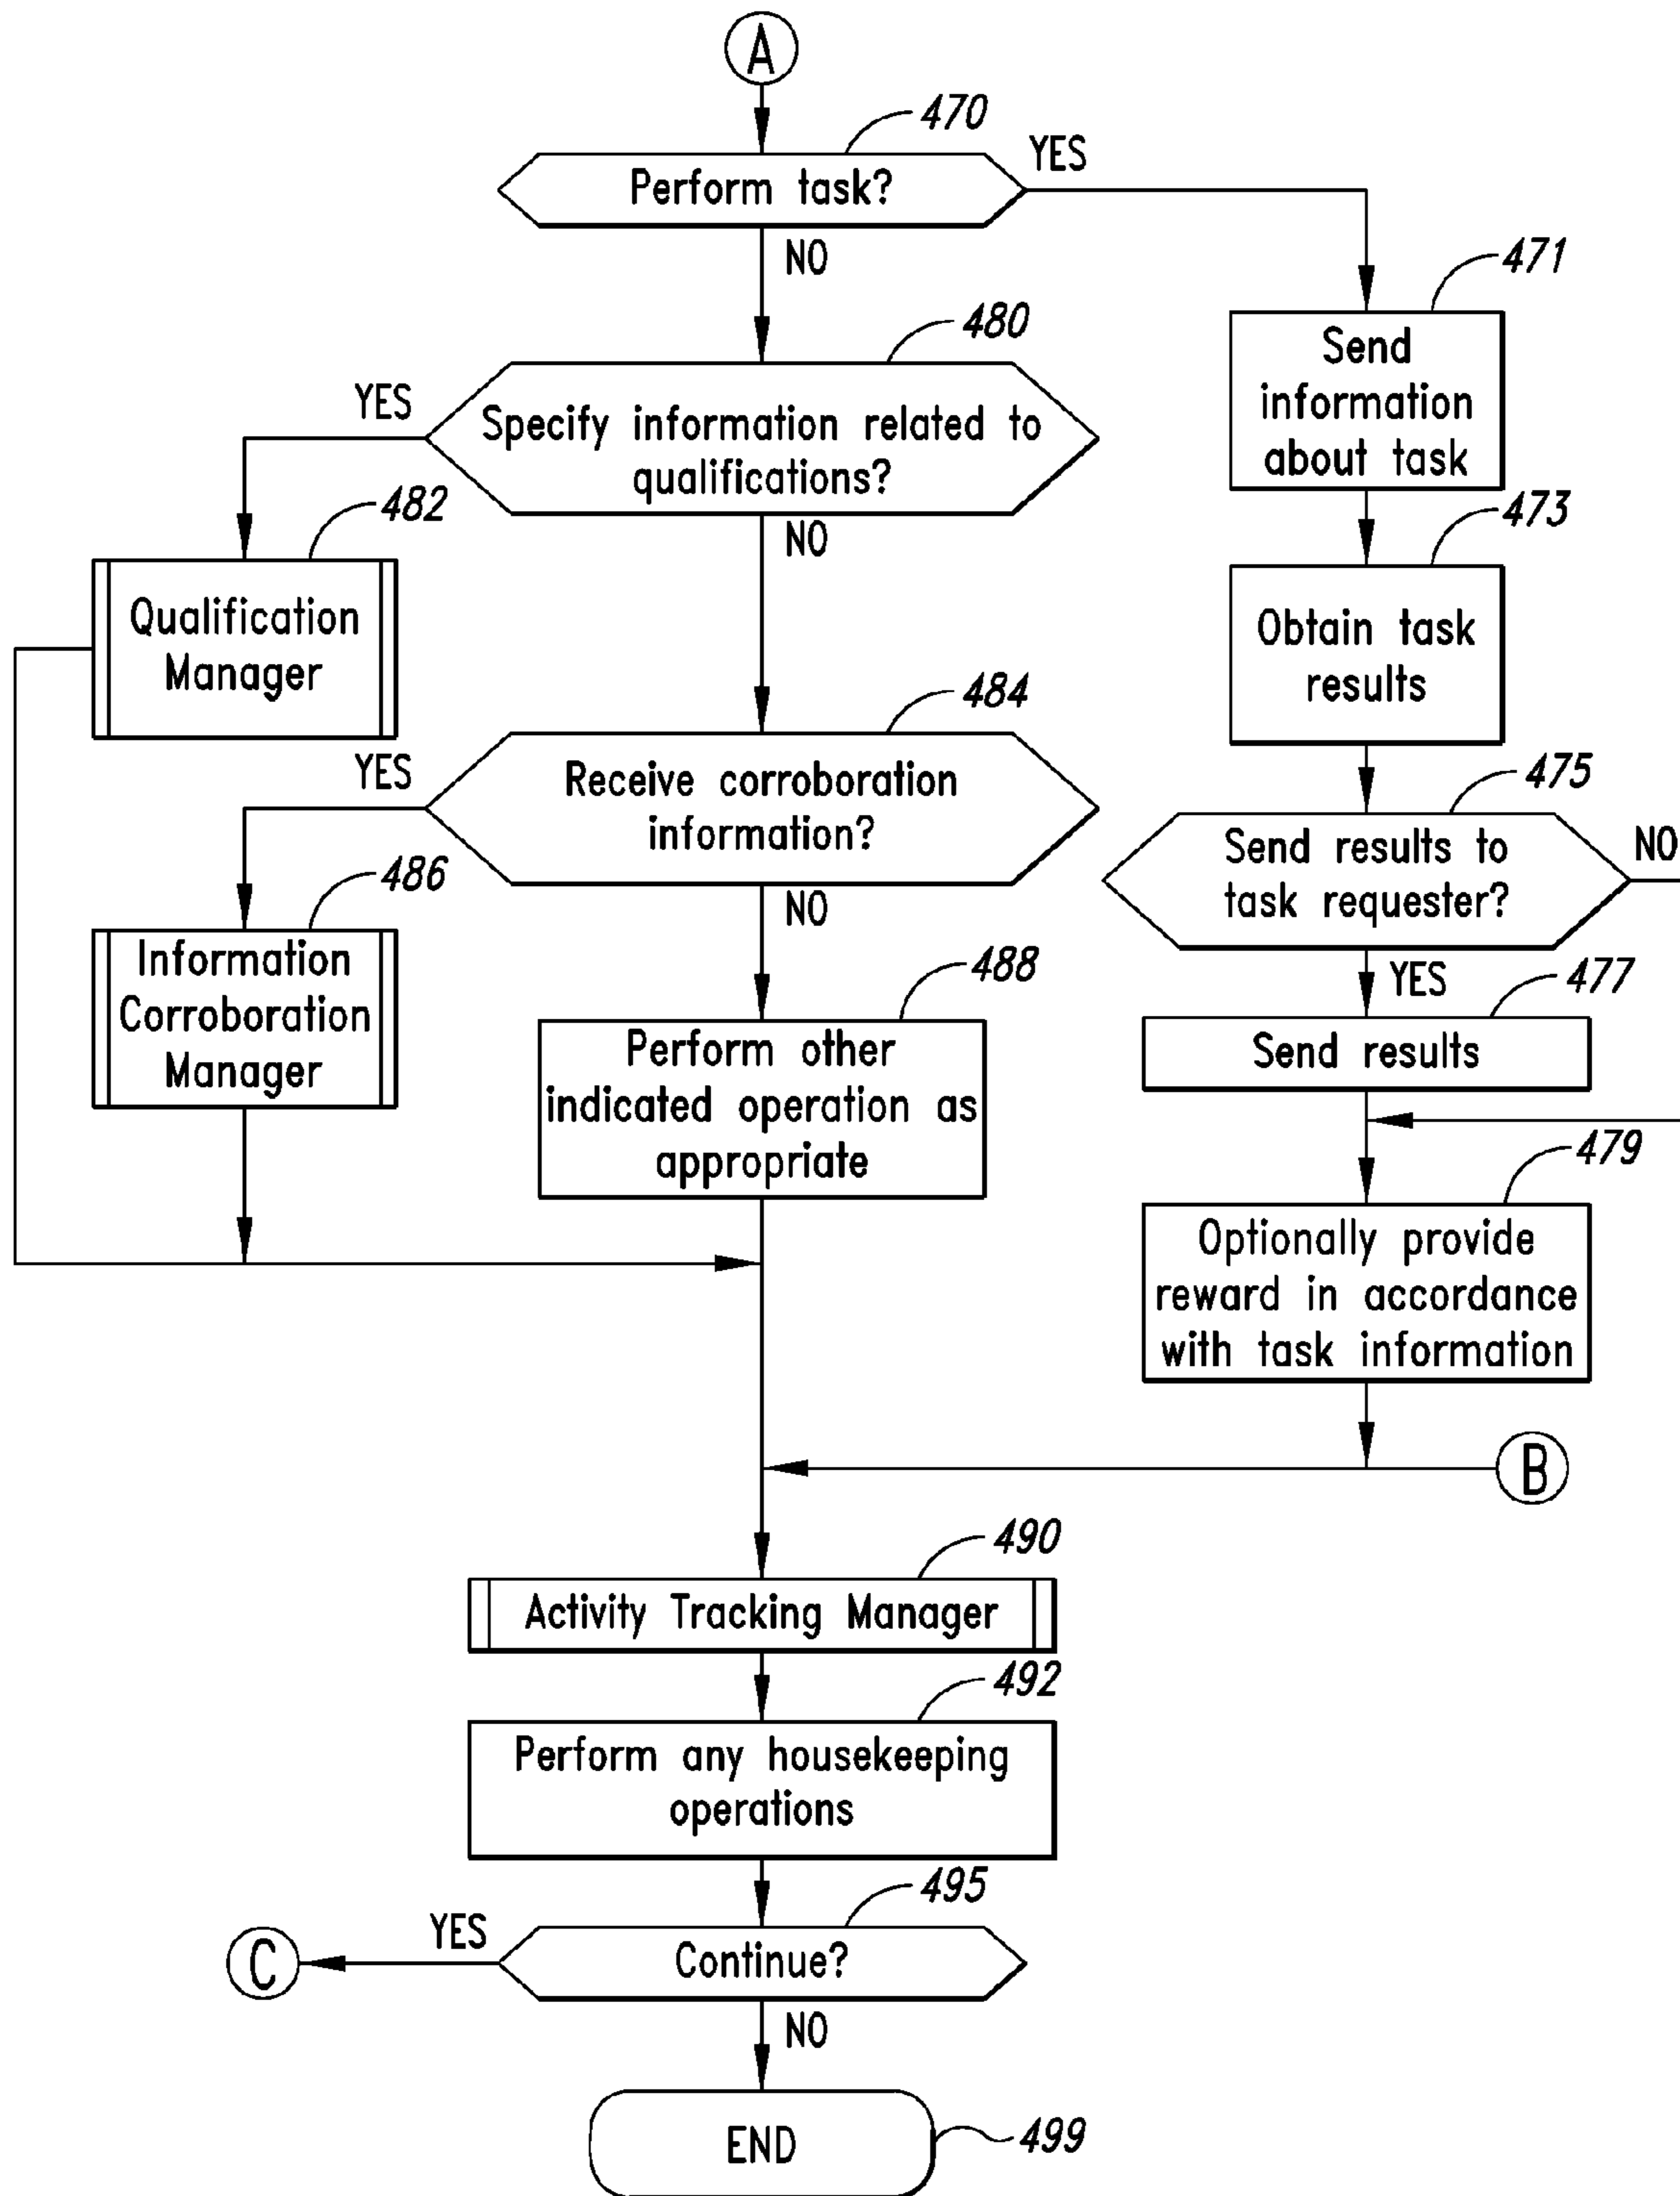 A
470
Perform task?
YES
NO
471
Send
information
about task
480
Specify information related to
qualifications?
YES
NO
482
Qualification
Manager
473
Obtain task
results
484
Receive corroboration
information?
YES
NO
475
Send results to
task requester?
NO
YES
486
Information
Corroboration
Manager
488
Perform other
indicated operation as
appropriate
477
Send results
479
Optionally provide
reward in accordance
with task information
B
490
Activity Tracking Manager
492
Perform any housekeeping
operations
495
Continue?
YES
C
NO
END
499